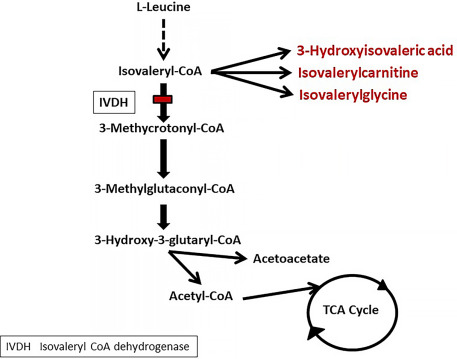 L-Leucine
3-Hydroxyisovaleric acid
Isovaleryl-CoA
Isovalerylcarnitine
Isovalerylglycine
IVDH
3-Methycrotonyl-CoA
3-Methylglutaconyl-CoA
3-Hydroxy-3-glutaryl-CoA
Acetoacetate
Acetyl-CoA
TCA Cycle
IVDH Isovaleryl CoA dehydrogenase